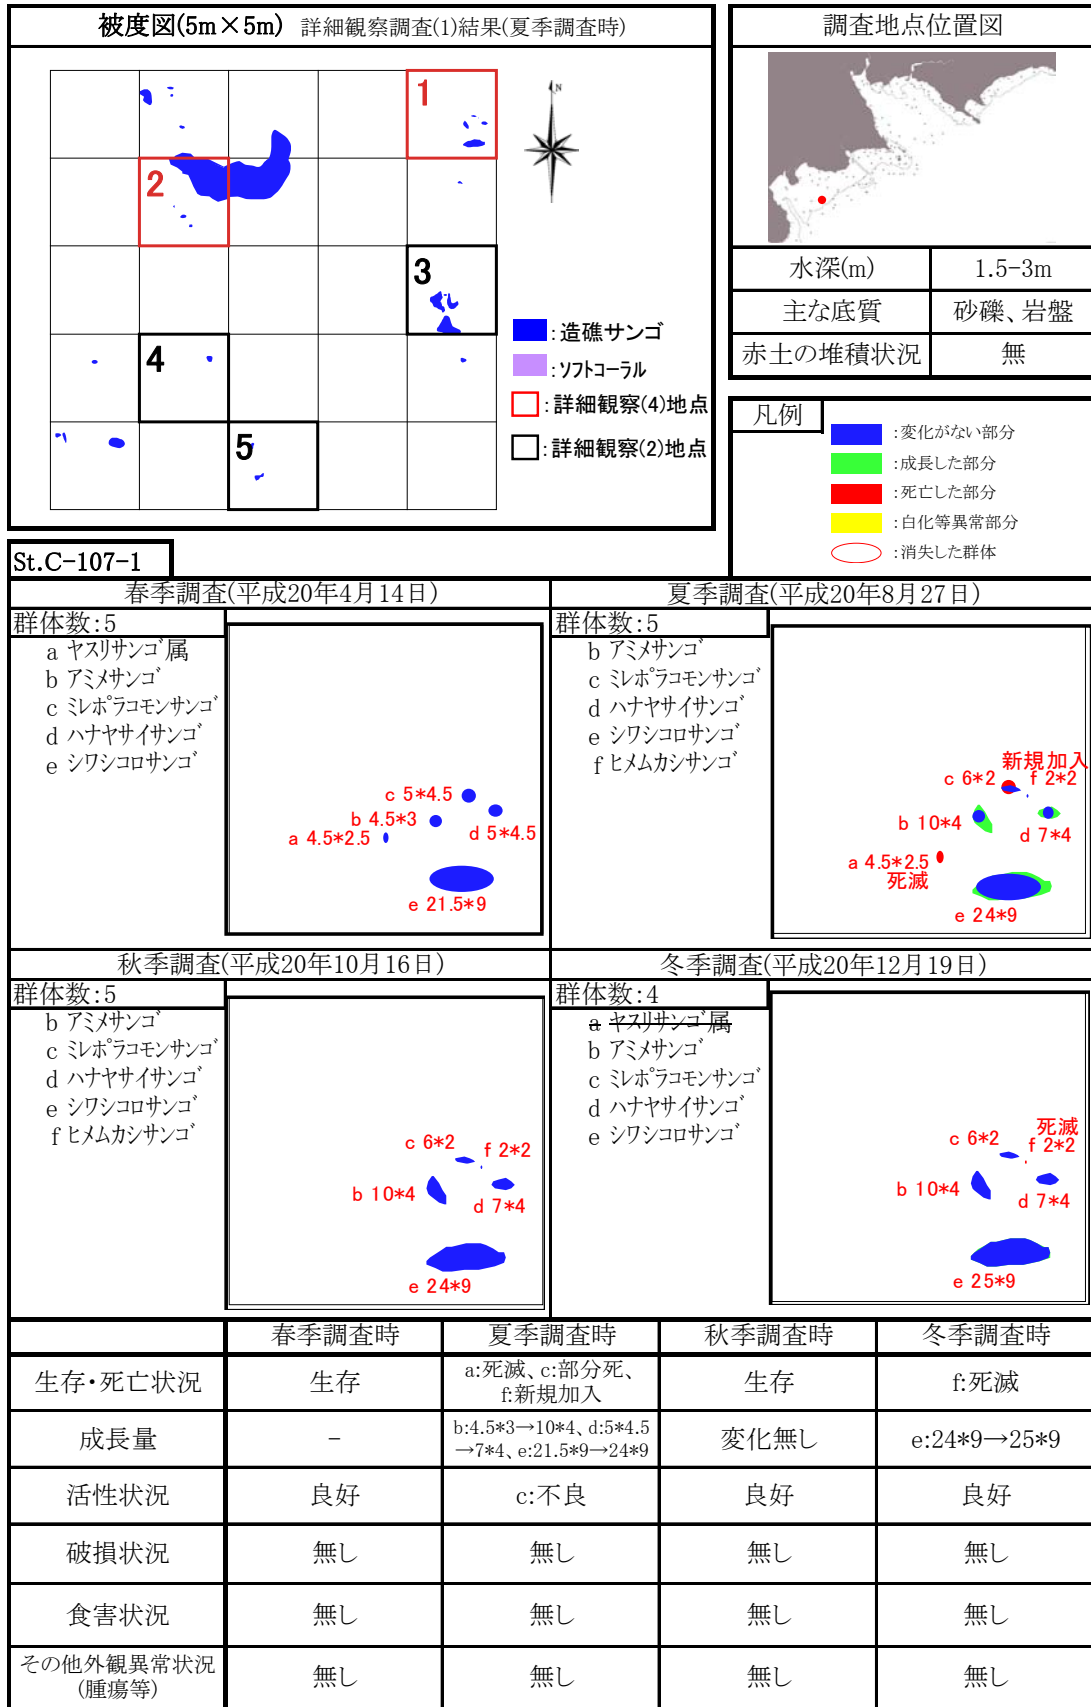 被度図(5m×5m) 詳細観察調査(1)結果(夏季調査時)
1
2
3
4
5
N
:造礁サンゴ
:ソフトコーラル
:詳細観察(4)地点
:詳細観察(2)地点
調査地点位置図
水深(m) 1.5-3m
主な底質 砂礫、岩盤
赤土の堆積状況 無
凡例
:変化がない部分
:成長した部分
:死亡した部分
:白化等異常部分
:消失した群体
St.C-107-1
春季調査(平成20年4月14日)
群体数:5
a ヤスリサンゴ属
b アミメサンゴ
c ミレポラコモンサンゴ
d ハナヤサイサンゴ
e シワシコロサンゴ
c 5*4.5
b 4.5*3
a 4.5*2.5
d 5*4.5
e 21.5*9
夏季調査(平成20年8月27日)
群体数:5
b アミメサンゴ
c ミレポラコモンサンゴ
d ハナヤサイサンゴ
e シワシコロサンゴ
f ヒメムカシサンゴ
新規加入
c 6*2 f 2*2
b 10*4
d 7*4
a 4.5*2.5
死滅
e 24*9
秋季調査(平成20年10月16日)
群体数:5
b アミメサンゴ
c ミレポラコモンサンゴ
d ハナヤサイサンゴ
e シワシコロサンゴ
f ヒメムカシサンゴ
c 6*2
f 2*2
b 10*4
d 7*4
e 24*9
冬季調査(平成20年12月19日)
群体数:4
a ヤスリサンゴ属
b アミメサンゴ
c ミレポラコモンサンゴ
d ハナヤサイサンゴ
e シワシコロサンゴ
死滅
c 6*2
f 2*2
b 10*4
d 7*4
e 25*9
春季調査時 夏季調査時 秋季調査時 冬季調査時
生存・死亡状況 生存 a:死滅、c:部分死、 生存 f:死滅
f:新規加入
成長量 - b:4.5*3→10*4、d:5*4.5 変化無し e:24*9→25*9
→7*4、e:21.5*9→24*9
活性状況 良好 c:不良 良好 良好
破損状況 無し 無し 無し 無し
食害状況 無し 無し 無し 無し
その他外観異常状況 無し 無し 無し 無し
(腫瘍等)